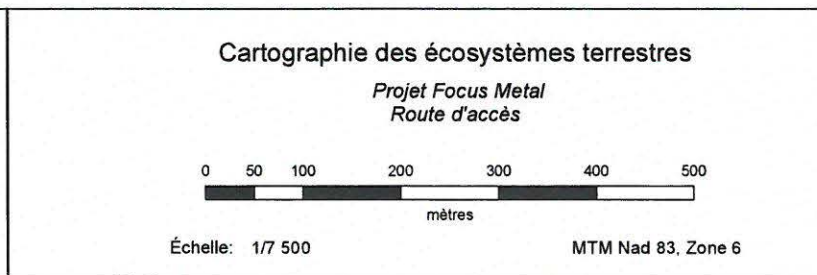 Cartographie des écosystèmes terrestres
Projet Focus Metal
Route d'accès
0 50 100 200 300 400 500
mètres
Échelle: 1/7 500 MTM Nad 83, Zone 6